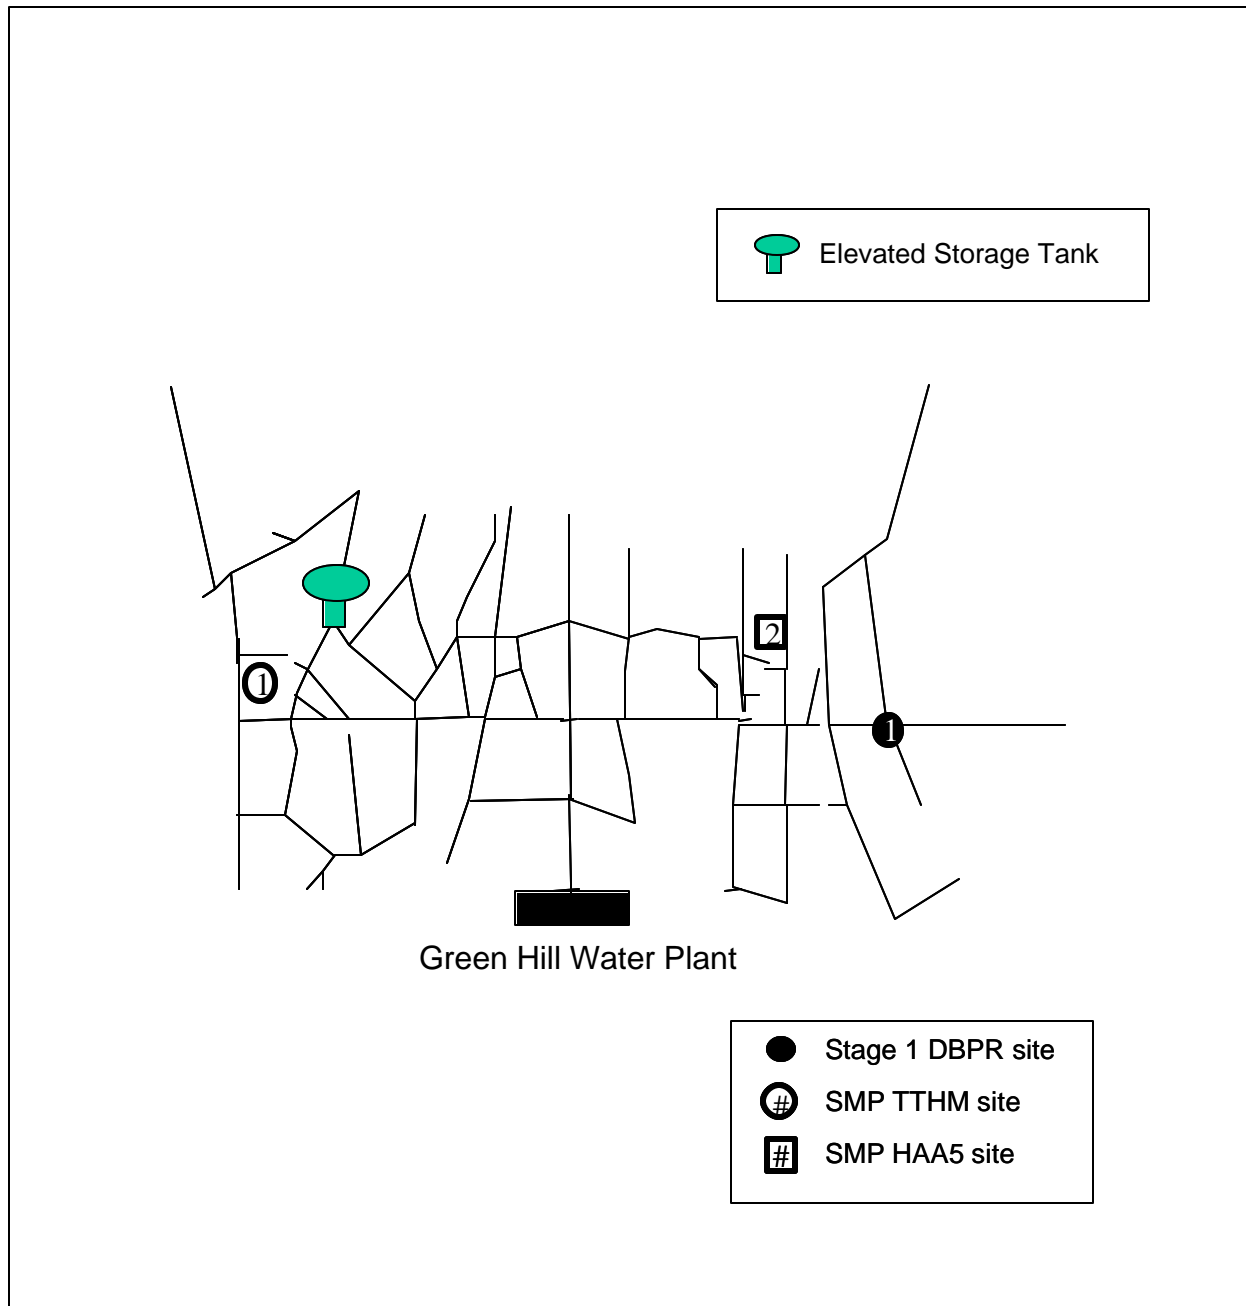 Elevated Storage Tank
2
1
1
Green Hill Water Plant
Stage 1 DBPR site
# SMP TTHM site
# SMP HAA5 site